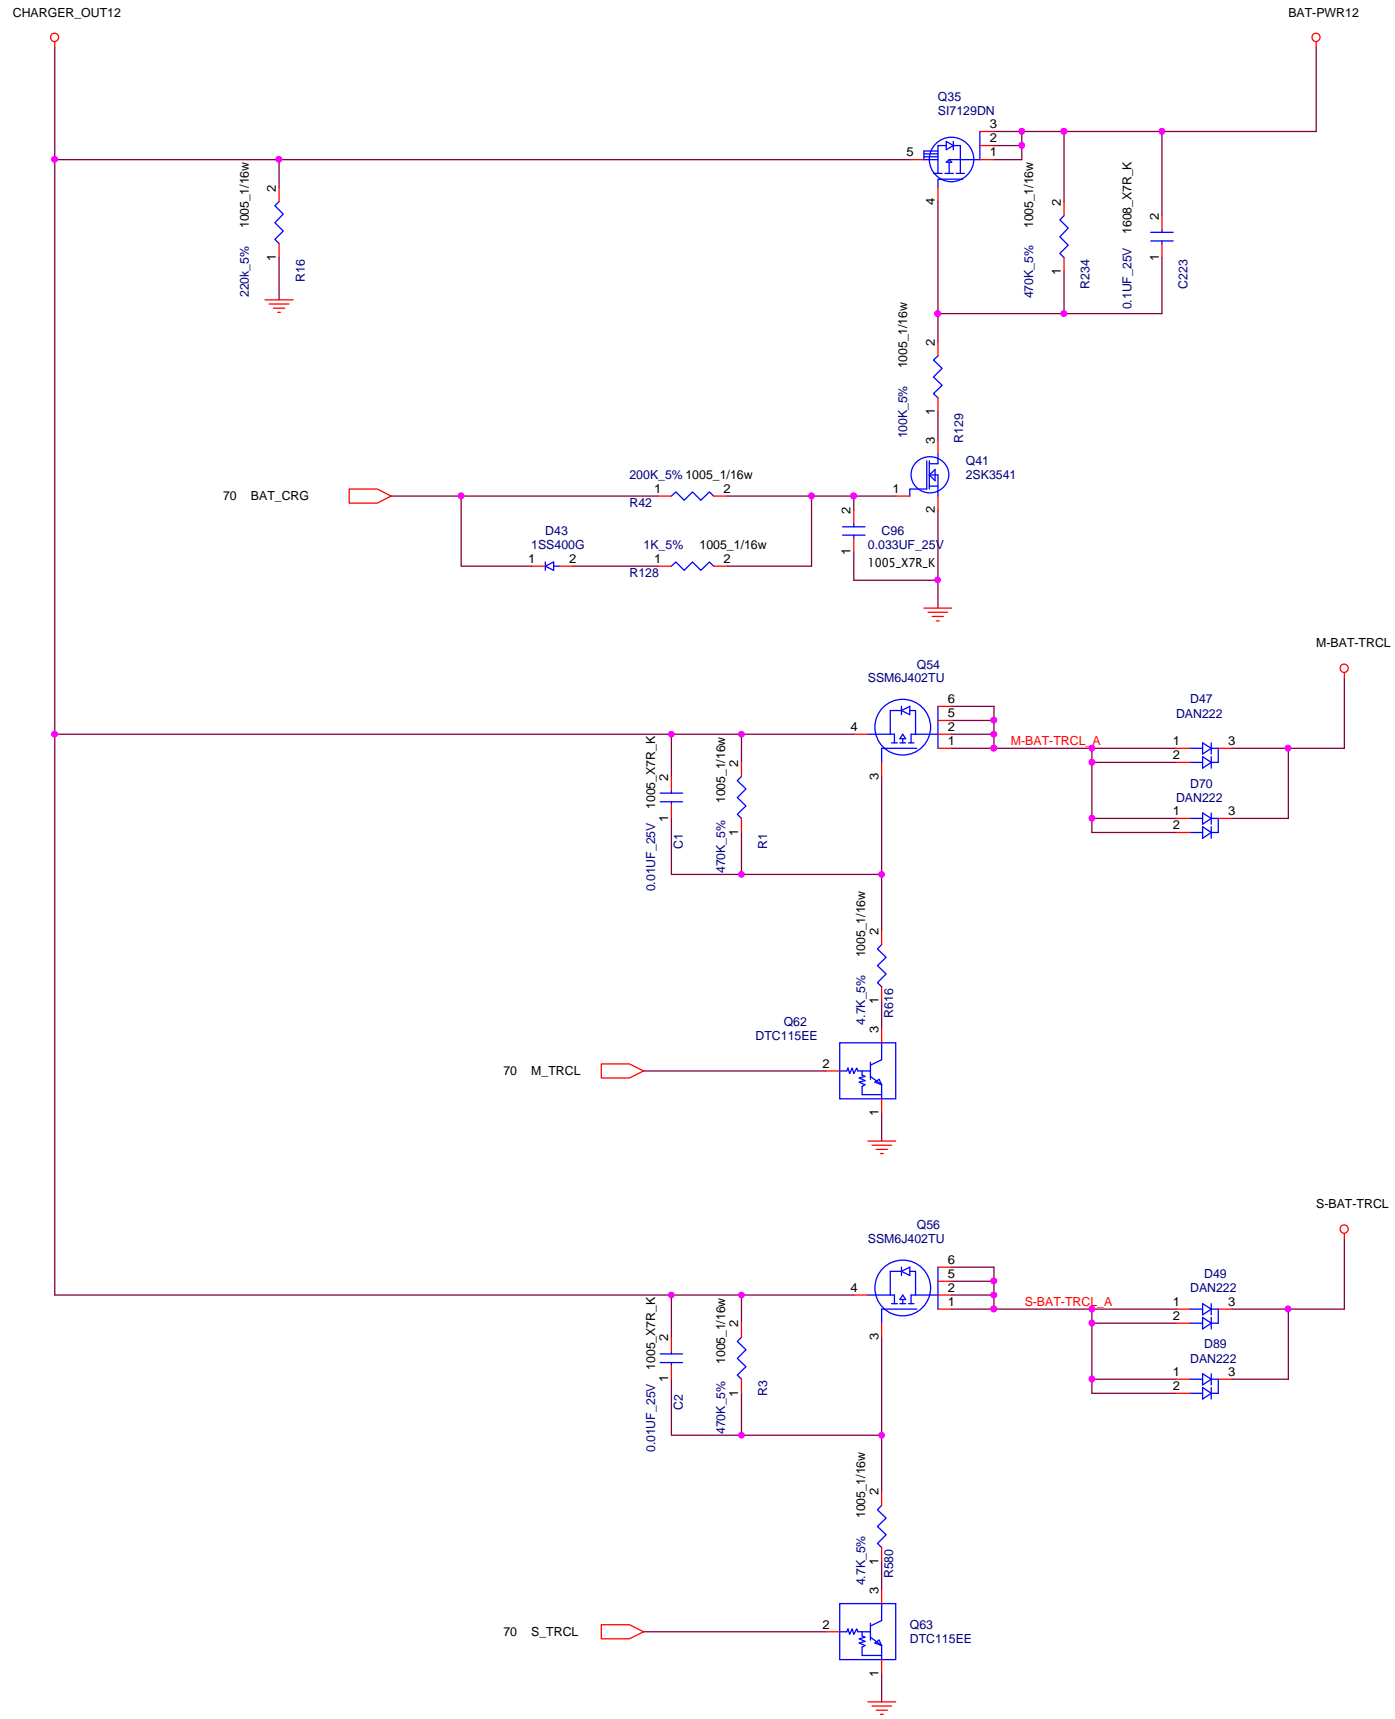 CHARGER_OUT12
BAT-PWR12
Q35
SI7129DN
5
3
2
1
4
2
1
220k_5% 1005_1/16w
R16
2
1
470K_5% 1005_1/16w
R234
2
1
0.1UF_25V 1608_X7R_K
C223
2
1
100K_5% 1005_1/16w
R129
3
Q41
2SK3541
1
2
70 BAT_CRG
200K_5% 1005_1/16w
1 2
R42
D43
1SS400G
1 2
1K_5% 1005_1/16w
1 2
R128
2
1
C96
0.033UF_25V
1005_X7R_K
M-BAT-TRCL
Q54
SSM6J402TU
4
6
5
2
1
3
M-BAT-TRCL_A
D47
DAN222
1
2
3
D70
DAN222
1
2
3
2
1
0.01UF_25V 1005_X7R_K
C1
2
1
470K_5% 1005_1/16w
R1
2
1
4.7K_5% 1005_1/16w
R616
Q62
DTC115EE
3
2
1
70 M_TRCL
S-BAT-TRCL
Q56
SSM6J402TU
4
6
5
2
1
3
S-BAT-TRCL_A
D49
DAN222
1
2
3
D89
DAN222
1
2
3
2
1
0.01UF_25V 1005_X7R_K
C2
2
1
470K_5% 1005_1/16w
R3
2
1
4.7K_5% 1005_1/16w
R580
3
2
1
Q63
DTC115EE
70 S_TRCL